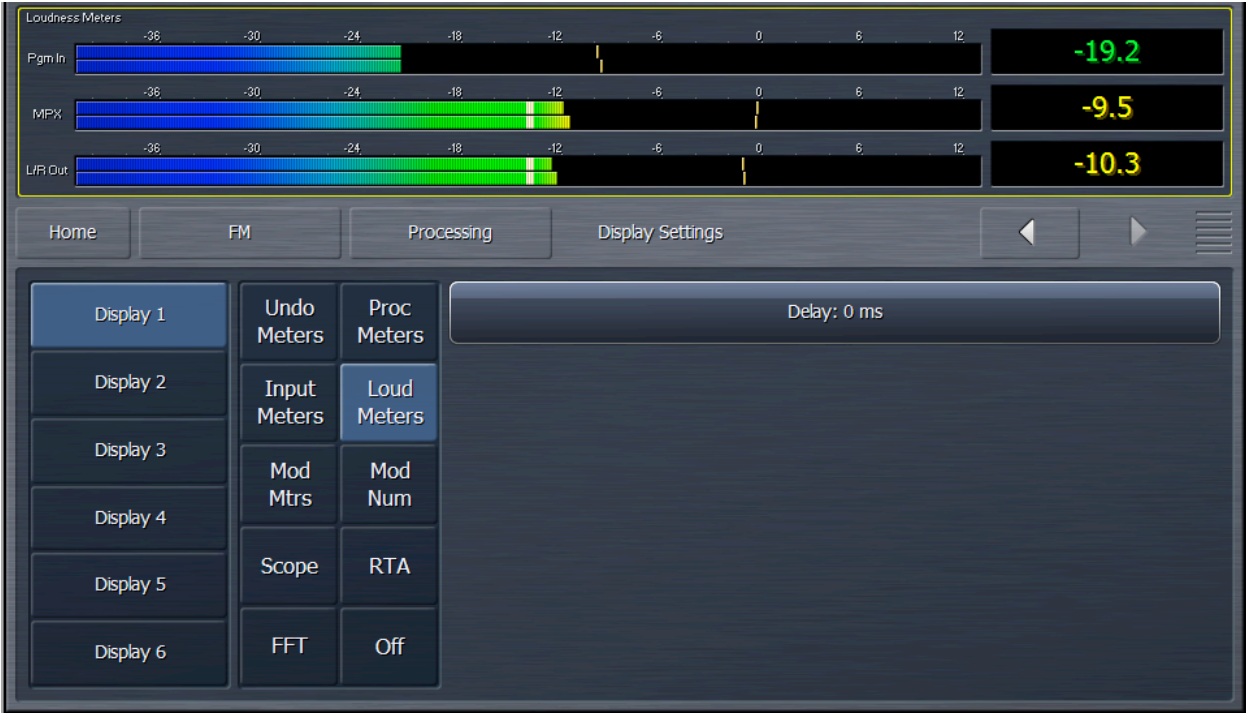 Loudness Meters
-36 -30 -24 -18 -12 -6 0 6 12
Pgm In -19.2
-36 -30 -24 -18 -12 -6 0 6 12
MPX -9.5
-36 -30 -24 -18 -12 -6 0 6 12
L/R Out -10.3
Home FM Processing Display Settings
Display 1
Display 2
Display 3
Display 4
Display 5
Display 6
Undo
Meters
Proc
Meters
Input
Meters
Loud
Meters
Mod
Mtrs
Mod
Num
Scope
RTA
FFT
Off
Delay: 0 ms